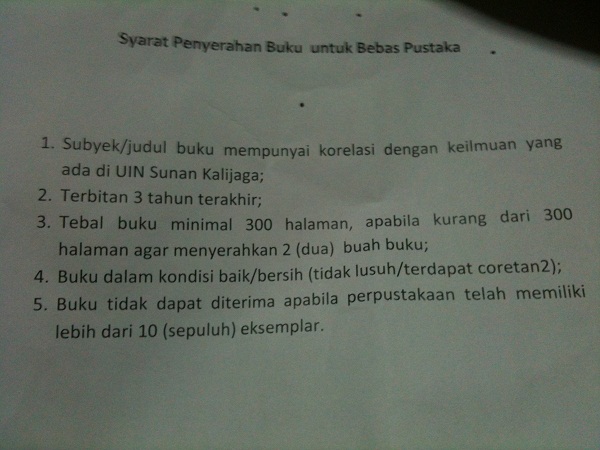 Syarat Penyerahan Buku untuk Bebas Pustaka
1. Subyek/judul buku mempunyai korelasi dengan keilmuan yang
ada di UIN Sunan Kalijaga;
2. Terbitan 3 tahun terakhir;
3. Tebal buku minimal 300 halaman, apabila kurang dari 300
halaman agar menyerahkan 2 (dua) buah buku;
4. Buku dalam kondisi baik/bersih (tidak lusuh/terdapat coretan2);
5. Buku tidak dapat diterima apabila perpustakaan telah memiliki
lebih dari 10 (sepuluh) eksemplar.